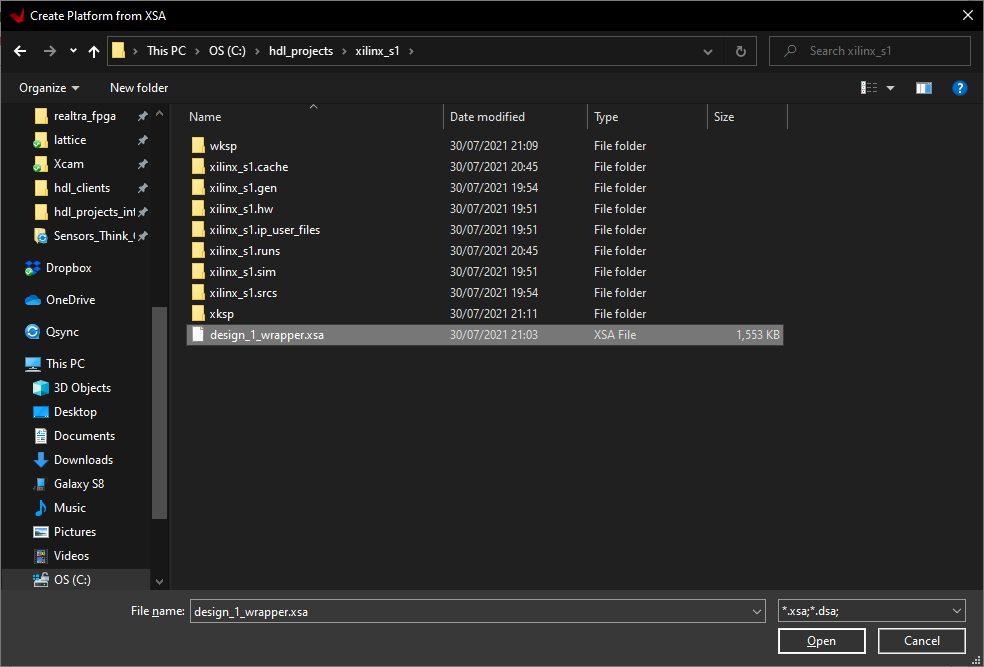 Create Platform from XSA
This PC OS (C:) hdl_projects xilinx_s1
Search xilinx_s1
Organize New folder
realtra_fpga
lattice
Xcam
hdl_clients
hdl_projects_int
Sensors_Think_(
Dropbox
OneDrive
Qsync
This PC
3D Objects
Desktop
Documents
Downloads
Galaxy S8
Music
Pictures
Videos
OS (C:)
Name Date modified Type Size
wksp 30/07/2021 21:09 File folder
xilinx_s1.cache 30/07/2021 20:45 File folder
xilinx_s1.gen 30/07/2021 19:54 File folder
xilinx_s1.hw 30/07/2021 19:51 File folder
xilinx_s1.ip_user_files 30/07/2021 19:51 File folder
xilinx_s1.runs 30/07/2021 20:45 File folder
xilinx_s1.sim 30/07/2021 19:51 File folder
xilinx_s1.srcs 30/07/2021 19:54 File folder
xksp 30/07/2021 21:11 File folder
design_1_wrapper.xsa 30/07/2021 21:03 XSA File 1,553 KB
File name: design_1_wrapper.xsa *.xsa;*.dsa;
Open Cancel